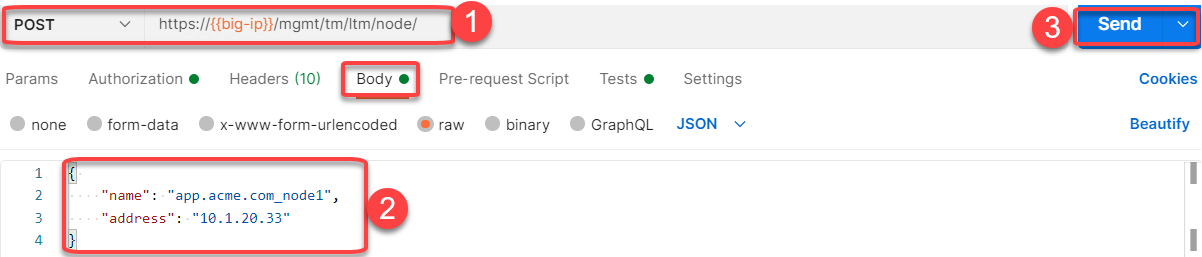 POST https://{{big-ip}}/mgmt/tm/ltm/node/ 1 3 Send
Params Authorization Headers (10) Body Pre-request Script Tests Settings Cookies
none form-data x-www-form-urlencoded raw binary GraphQL JSON Beautify
1 {
2 "name": "app.acme.com_node1",
3 "address": "10.1.20.33"
2
4 }